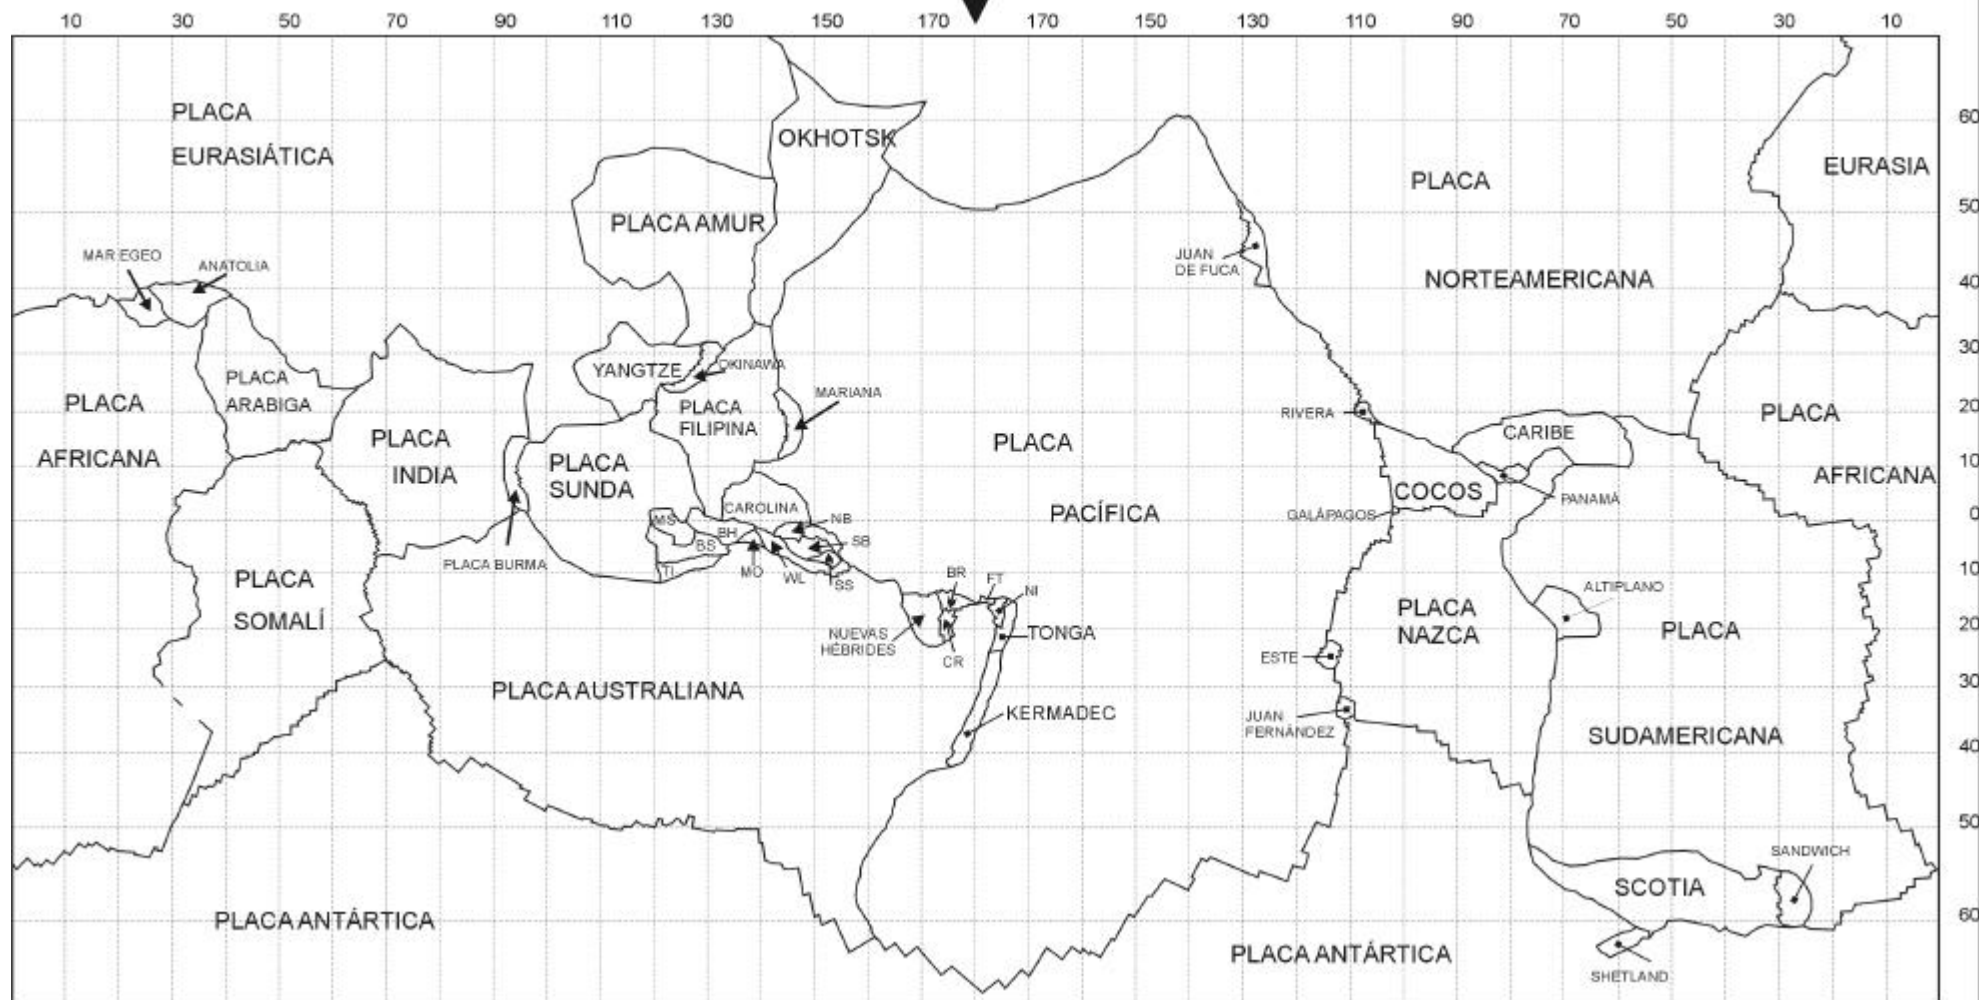 10 30 50 70 90 110 130 150 170 170 150 130 110 90 70 50 30 10
PLACA
EURASIÁTICA
OKHOTSK
60
EURASIA
PLACA
50
PLACA AMUR
MAR EGEO
ANATOLIA
JUAN
DE FUCA
NORTEAMERICANA
40
30
YANGTZE
OKINAWA
PLACA
ARABIGA
MARIANA
PLACA
AFRICANA
PLACA
FILIPINA
RIVERA
20
PLACA
AFRICANA
PLACA
INDIA
PLACA
SUNDA
PLACA
PACÍFICA
CARIBE
10
COCOS
PANAMÁ
GALÁPAGOS
0
CAROLINA
MS
NB
BH
BS
SB
PLACA BURMA
TI
MO
WL
SS
10
BR
FT
NI
PLACA
SOMALÍ
NUEVAS
HÉBRIDES
CR
TONGA
PLACA
NAZCA
ALTIPLANO
PLACA
SUDAMERICANA
20
ESTE
PLACA AUSTRALIANA
30
KERMADEC
JUAN
FERNÁNDEZ
40
50
SANDWICH
SCOTIA
PLACA ANTÁRTICA
60
PLACA ANTÁRTICA
SHETLAND